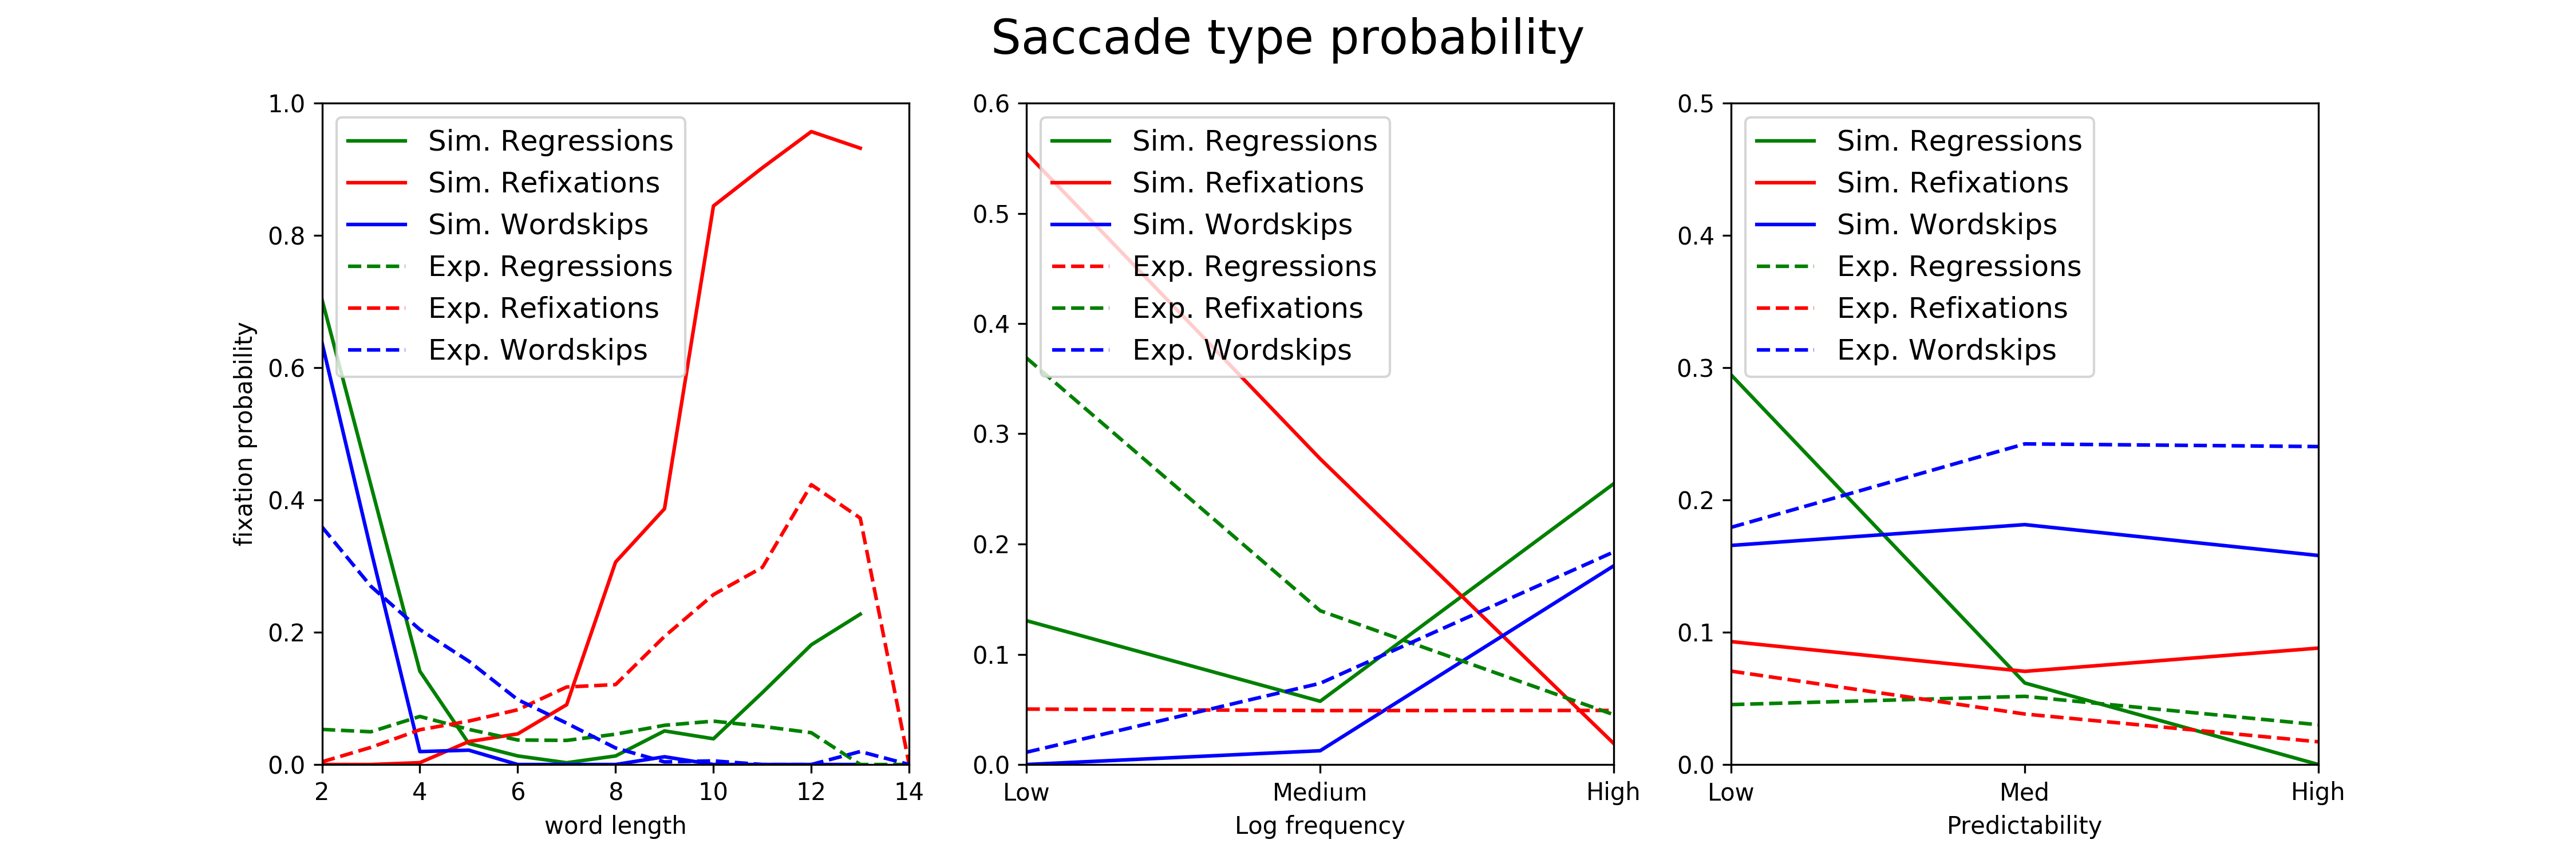 Saccade type probability
1.0
0.8
0.6
0.4
0.2
0.0
fixation probability
Sim. Regressions
Sim. Refixations
Sim. Wordskips
Exp. Regressions
Exp. Refixations
Exp. Wordskips
2 4 6 8 10 12 14
word length
0.6
0.5
0.4
0.3
0.2
0.1
0.0
Sim. Regressions
Sim. Refixations
Sim. Wordskips
Exp. Regressions
Exp. Refixations
Exp. Wordskips
Low Medium High
Log frequency
0.5
0.4
0.3
0.2
0.1
0.0
Sim. Regressions
Sim. Refixations
Sim. Wordskips
Exp. Regressions
Exp. Refixations
Exp. Wordskips
Low Med High
Predictability